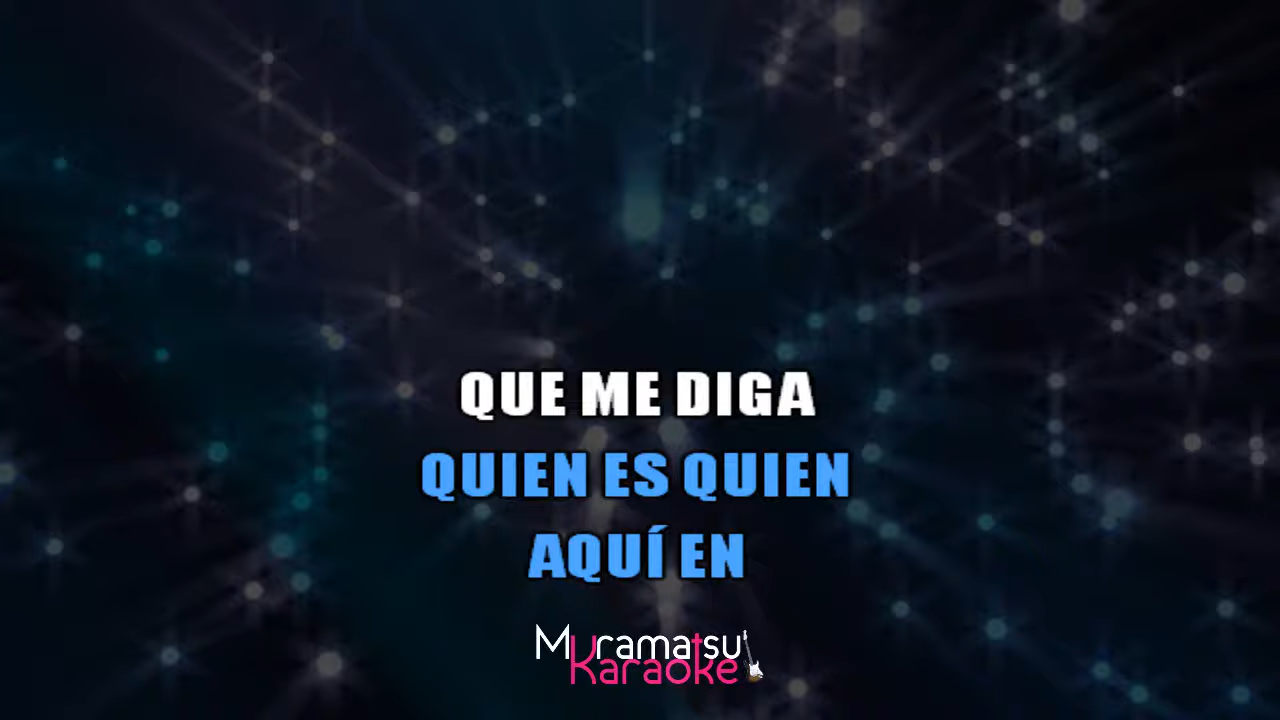 QUE ME DIGA
QUIEN ES QUIEN
AQUÍ EN
Muramatsu
Karaoke